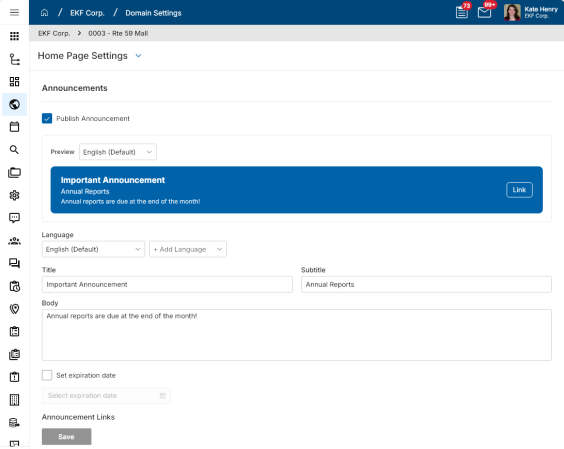 / EKF Corp. / Domain Settings
73
99+
Kate Henry
EKF Corp.
EKF Corp. > 0003 - Rte 59 Mall
Home Page Settings
Announcements
Publish Announcement
Preview English (Default)
Important Announcement
Annual Reports
Annual reports are due at the end of the month!
Link
Language
English (Default) + Add Language
Title Subtitle
Important Announcement Annual Reports
Body
Annual reports are due at the end of the month!
Set expiration date
Select expiration date
Announcement Links
Save